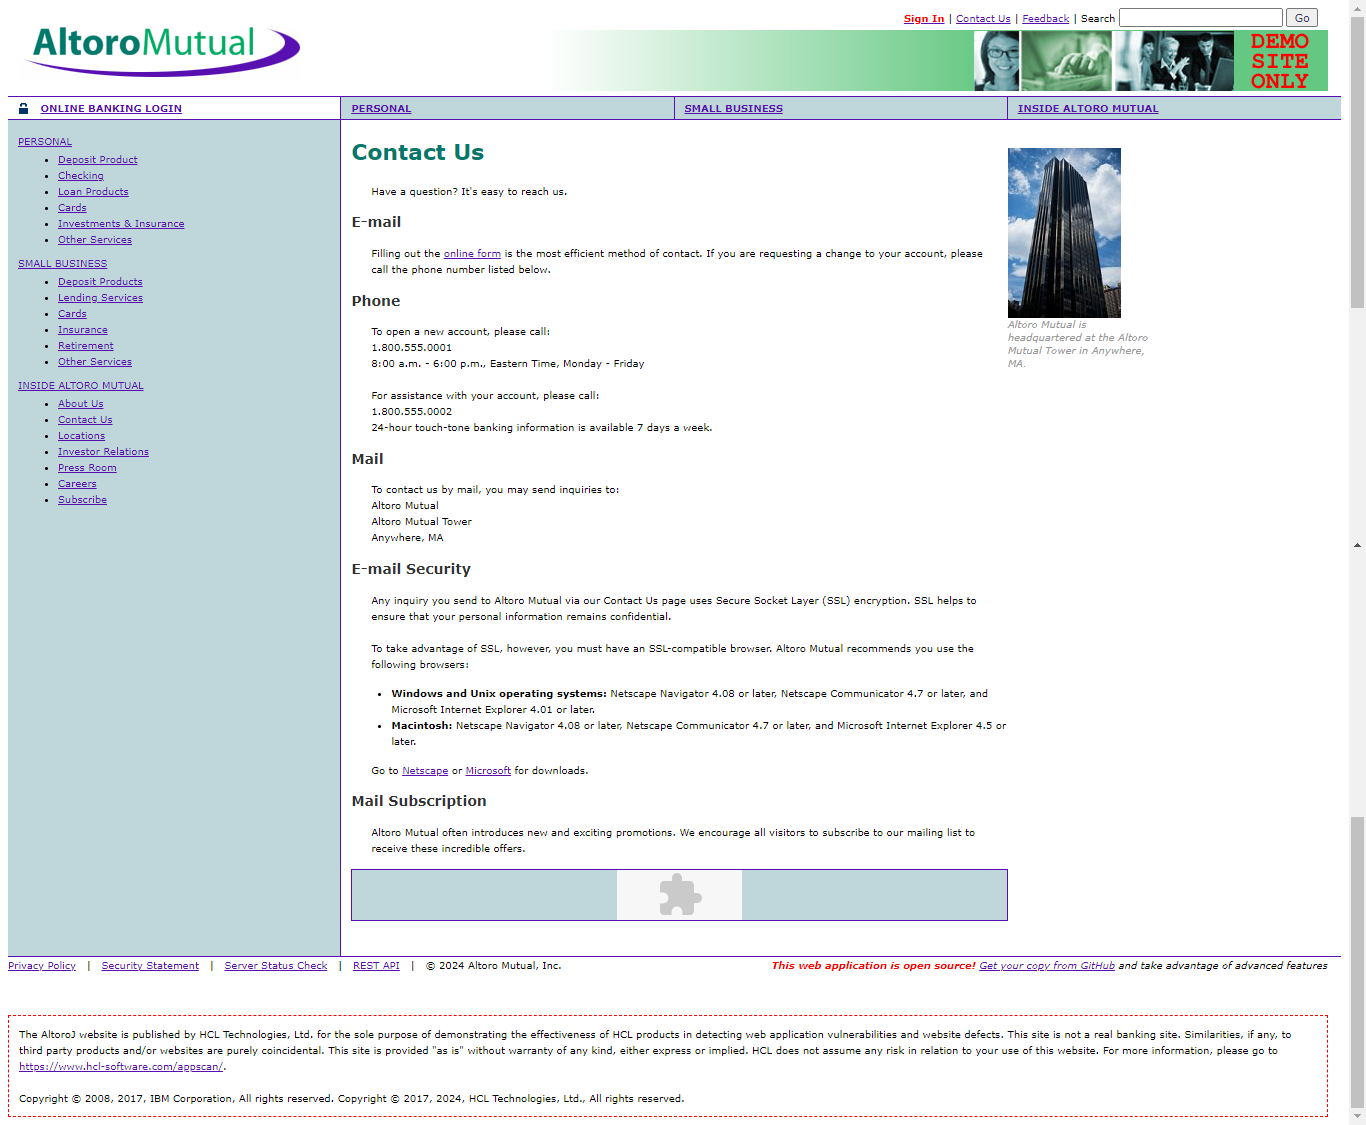 Sign In | Contact Us | Feedback | Search Go
AltoroMutual
DEMO
SITE
ONLY
ONLINE BANKING LOGIN
PERSONAL
SMALL BUSINESS
INSIDE ALTORO MUTUAL
PERSONAL
Deposit Product
Checking
Loan Products
Cards
Investments & Insurance
Other Services
SMALL BUSINESS
Deposit Products
Lending Services
Cards
Insurance
Retirement
Other Services
INSIDE ALTORO MUTUAL
About Us
Contact Us
Locations
Investor Relations
Press Room
Careers
Subscribe
Contact Us
Have a question? It's easy to reach us.
E-mail
Filling out the online form is the most efficient method of contact. If you are requesting a change to your account, please
call the phone number listed below.
Phone
To open a new account, please call:
1.800.555.0001
8:00 a.m. - 6:00 p.m., Eastern Time, Monday - Friday
For assistance with your account, please call:
1.800.555.0002
24-hour touch-tone banking information is available 7 days a week.
Mail
To contact us by mail, you may send inquiries to:
Altoro Mutual
Altoro Mutual Tower
Anywhere, MA
E-mail Security
Any inquiry you send to Altoro Mutual via our Contact Us page uses Secure Socket Layer (SSL) encryption. SSL helps to
ensure that your personal information remains confidential.
To take advantage of SSL, however, you must have an SSL-compatible browser. Altoro Mutual recommends you use the
following browsers:
Windows and Unix operating systems: Netscape Navigator 4.08 or later, Netscape Communicator 4.7 or later, and
Microsoft Internet Explorer 4.01 or later.
Macintosh: Netscape Navigator 4.08 or later, Netscape Communicator 4.7 or later, and Microsoft Internet Explorer 4.5 or
later.
Go to Netscape or Microsoft for downloads.
Mail Subscription
Altoro Mutual often introduces new and exciting promotions. We encourage all visitors to subscribe to our mailing list to
receive these incredible offers.
Altoro Mutual is
headquartered at the Altoro
Mutual Tower in Anywhere,
MA.
Privacy Policy | Security Statement | Server Status Check | REST API | © 2024 Altoro Mutual, Inc.
This web application is open source! Get your copy from GitHub and take advantage of advanced features
The AltoroJ website is published by HCL Technologies, Ltd. for the sole purpose of demonstrating the effectiveness of HCL products in detecting web application vulnerabilities and website defects. This site is not a real banking site. Similarities, if any, to
third party products and/or websites are purely coincidental. This site is provided "as is" without warranty of any kind, either express or implied. HCL does not assume any risk in relation to your use of this website. For more information, please go to
https://www.hcl-software.com/appscan/.
Copyright © 2008, 2017, IBM Corporation, All rights reserved. Copyright © 2017, 2024, HCL Technologies, Ltd., All rights reserved.